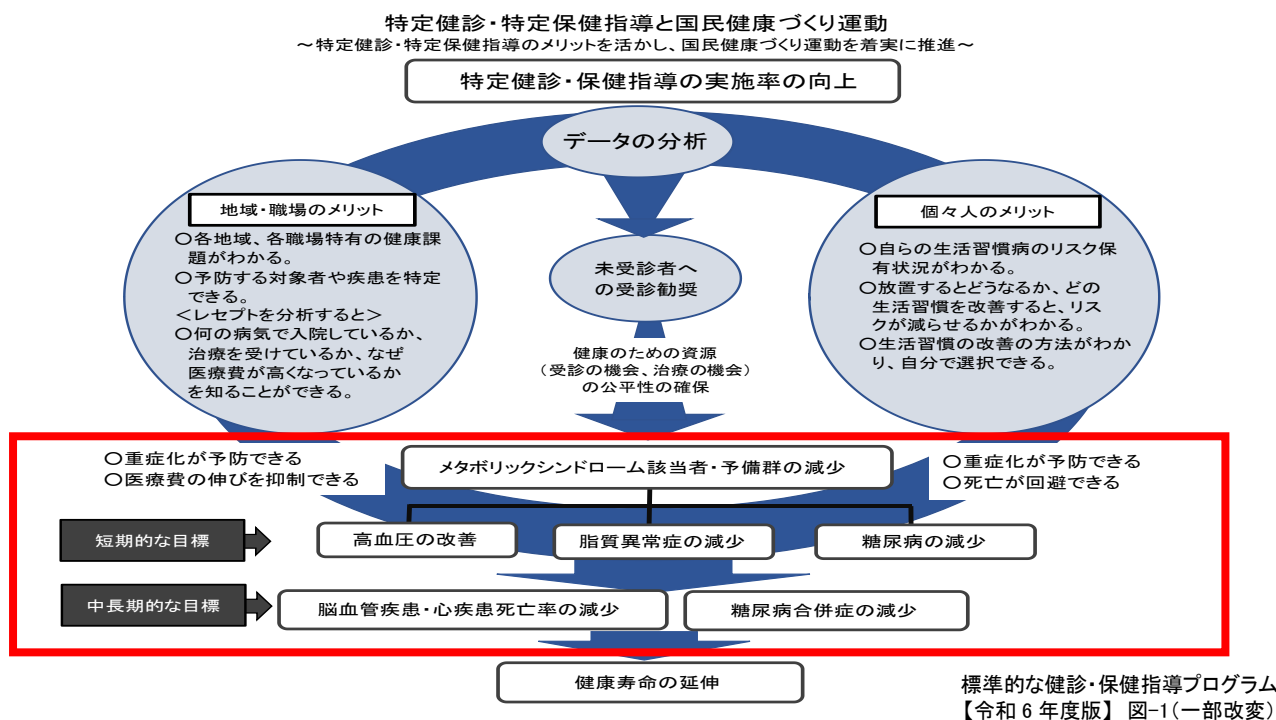 特定健診・特定保健指導と国民健康づくり運動
～特定健診・特定保健指導のメリットを活かし、国民健康づくり運動を着実に推進～
特定健診・保健指導の実施率の向上
データの分析
地域・職場のメリット
〇各地域、各職場特有の健康課
題がわかる。
〇予防する対象者や疾患を特定
できる。
＜レセプトを分析すると＞
〇何の病気で入院しているか、
治療を受けているか、なぜ
医療費が高くなっているか
を知ることができる。
未受診者へ
の受診勧奨
健康のための資源
（受診の機会、治療の機会）
の公平性の確保
個々人のメリット
〇自らの生活習慣病のリスク保
有状況がわかる。
〇放置するとどうなるか、どの
生活習慣を改善すると、リス
クが減らせるかがわかる。
〇生活習慣の改善の方法がわか
り、自分で選択できる。
〇重症化が予防できる
〇医療費の伸びを抑制できる
メタボリックシンドローム該当者・予備群の減少
〇重症化が予防できる
〇死亡が回避できる
短期的な目標
高血圧の改善
脂質異常症の減少
糖尿病の減少
中長期的な目標
脳血管疾患・心疾患死亡率の減少
糖尿病合併症の減少
健康寿命の延伸
標準的な健診・保健指導プログラム
【令和６年度版】 図-1（一部改変）